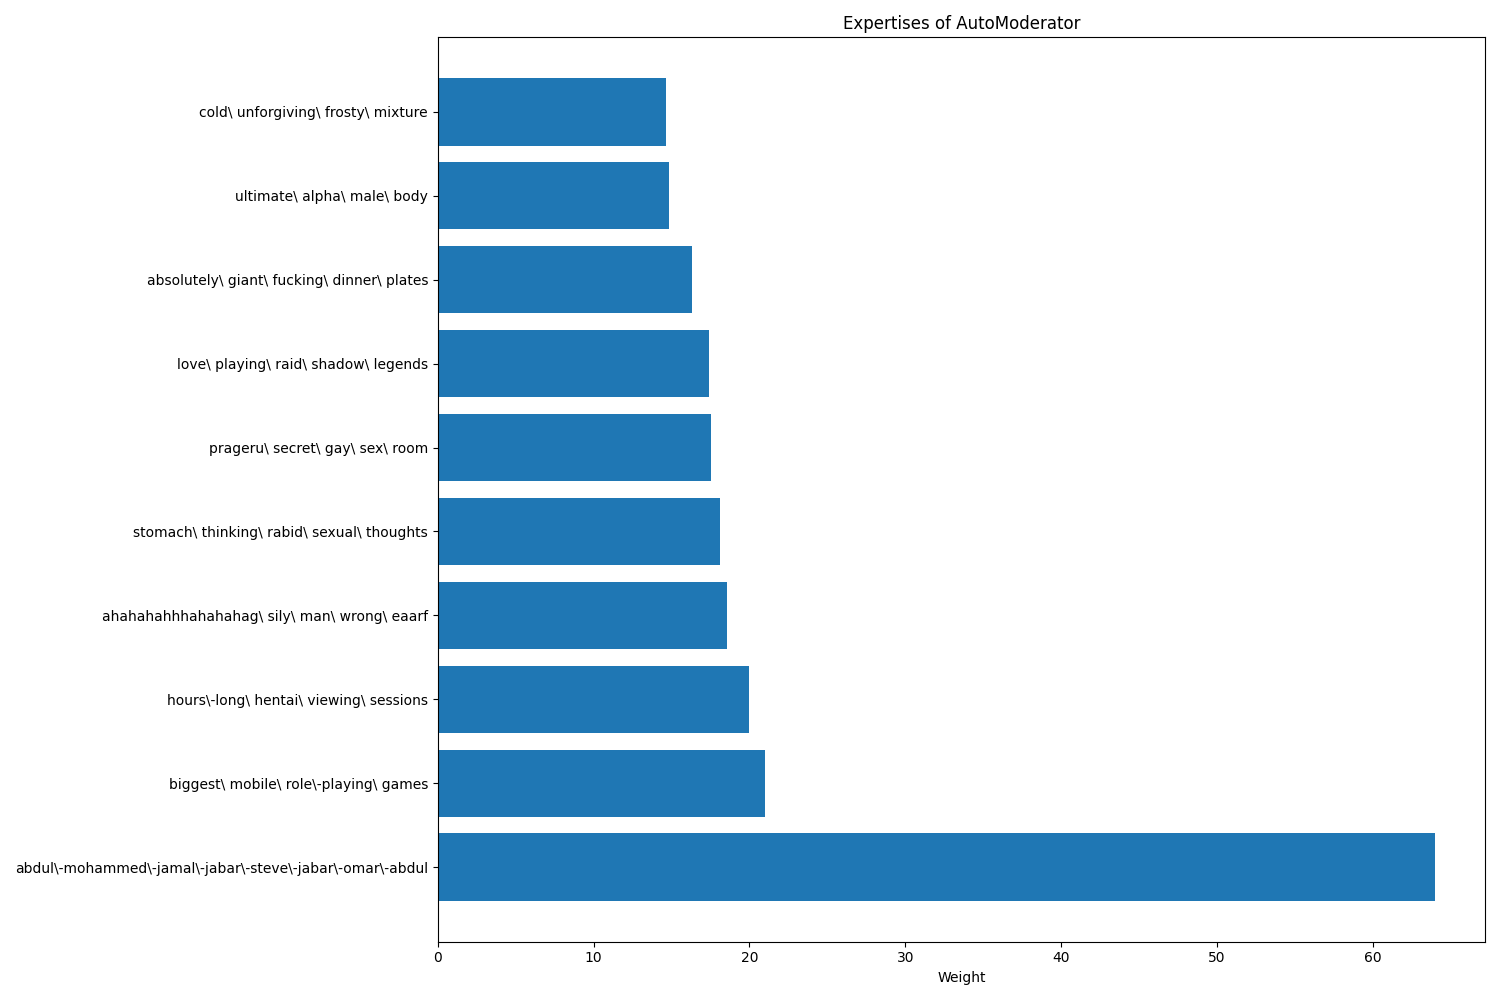 Expertises of AutoModerator
cold\ unforgiving\ frosty\ mixture
ultimate\ alpha\ male\ body
absolutely\ giant\ fucking\ dinner\ plates
love\ playing\ raid\ shadow\ legends
prageru\ secret\ gay\ sex\ room
stomach\ thinking\ rabid\ sexual\ thoughts
ahahahahhhahahahag\ sily\ man\ wrong\ eaarf
hours\-long\ hentai\ viewing\ sessions
biggest\ mobile\ role\-playing\ games
abdul\-mohammed\-jamal\-jabar\-steve\-jabar\-omar\-abdul
0 10 20 30 40 50 60
Weight